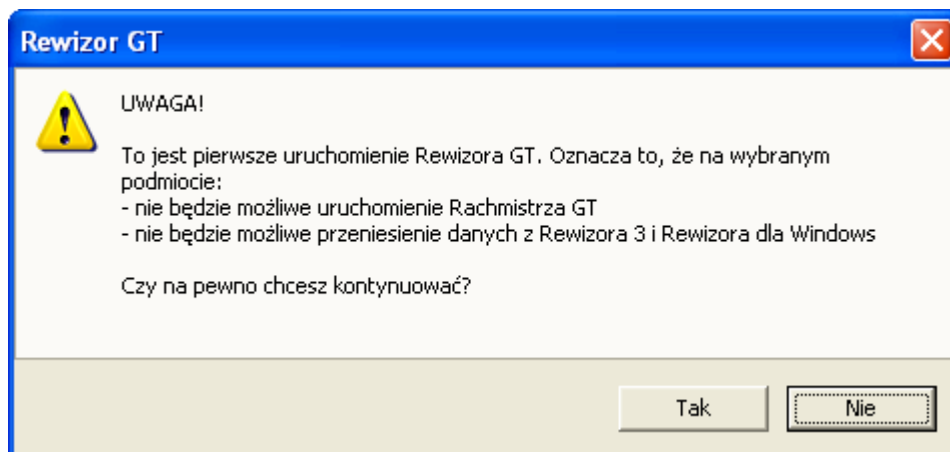 Rewizor GT
UWAGA!
To jest pierwsze uruchomienie Rewizora GT. Oznacza to, że na wybranym
podmiocie:
- nie będzie możliwe uruchomienie Rachmistrza GT
- nie będzie możliwe przeniesienie danych z Rewizora 3 i Rewizora dla Windows
Czy na pewno chcesz kontynuować?
Tak
Nie